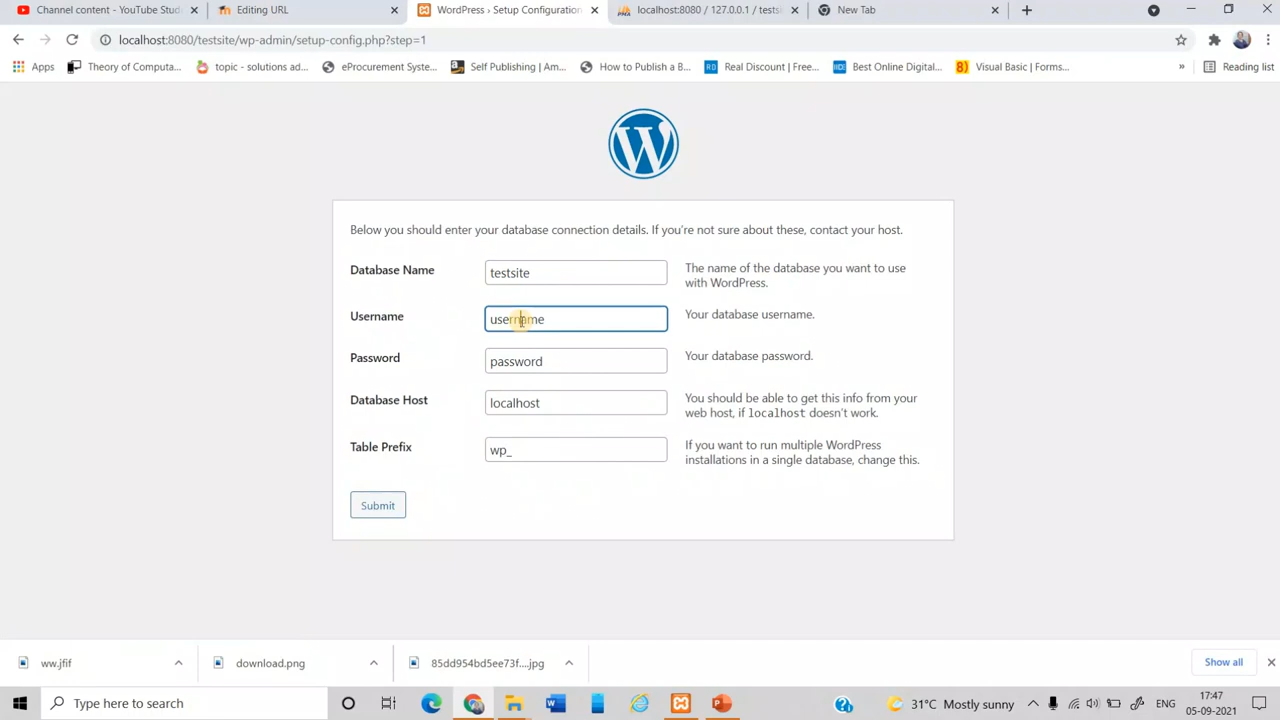 Channel content - YouTube Stud
Editing URL
WordPress › Setup Configuration
localhost:8080 / 127.0.0.1 / tests
New Tab
localhost:8080/testsite/wp-admin/setup-config.php?step=1
Apps
Theory of Computa...
topic - solutions ad...
eProcurement Syste...
Self Publishing | Am...
How to Publish a B...
Real Discount | Free...
Best Online Digital...
Visual Basic | Forms...
»
Reading list
Below you should enter your database connection details. If you're not sure about these, contact your host.
Database Name
testsite
The name of the database you want to use
with WordPress.
Username
username
Your database username.
Password
password
Your database password.
Database Host
localhost
You should be able to get this info from your
web host, if localhost doesn't work.
Table Prefix
wp_
If you want to run multiple WordPress
installations in a single database, change this.
Submit
ww.jfif
download.png
85dd954bd5ee73f....jpg
Show all
Type here to search
31°C Mostly sunny
ENG
17:47
05-09-2021